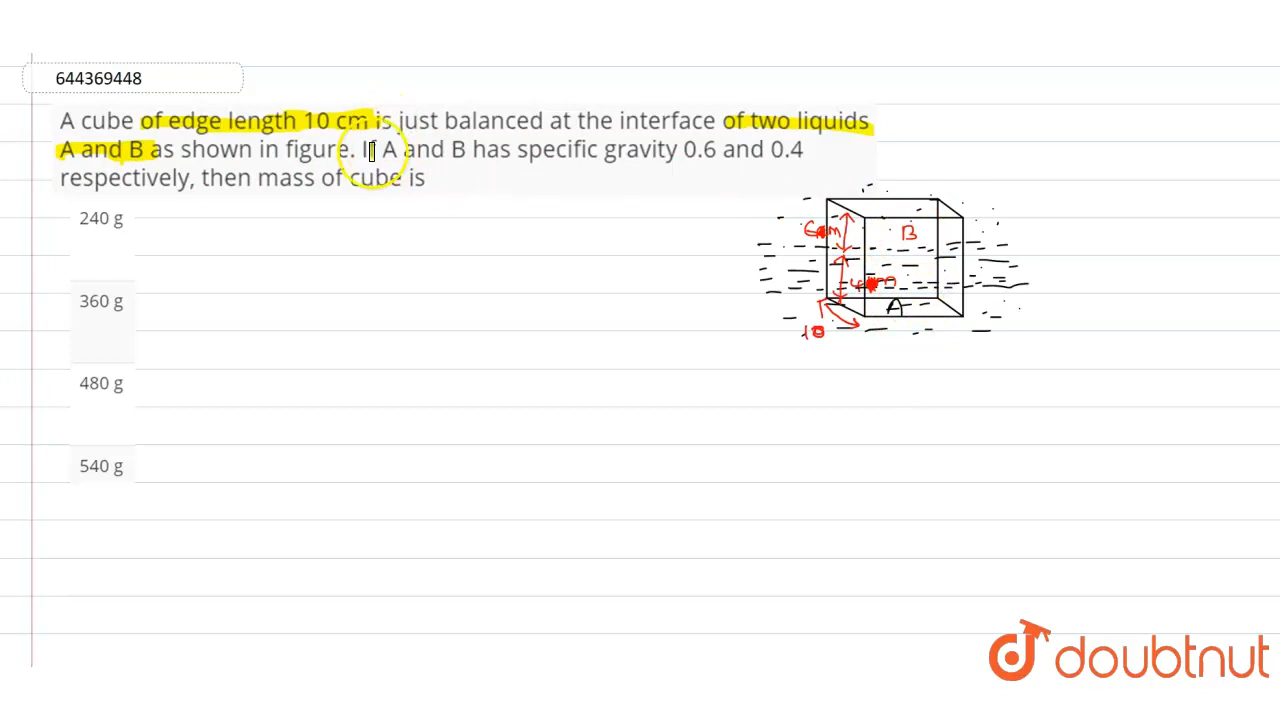 644369448
A cube of edge length 10 cm is just balanced at the interface of two liquids
A and B as shown in figure. If A and B has specific gravity 0.6 and 0.4
respectively, then mass of cube is
240 g
6cm
B
360 g
4cm
A
10
480 g
540 g
doubtnut